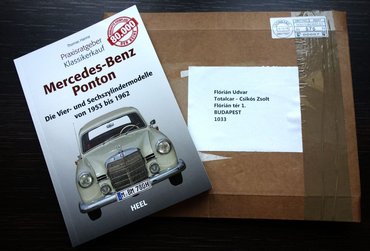 Praxisratgeber
Klassikerkauf
Mercedes-Benz
Ponton
Die Vier- und Sechszylindermodelle
von 1953 bis 1962
HEEL
Flórián Udvar
Totalcar - Csikós Zsolt
Flórián tér 1.
BUDAPEST
1033